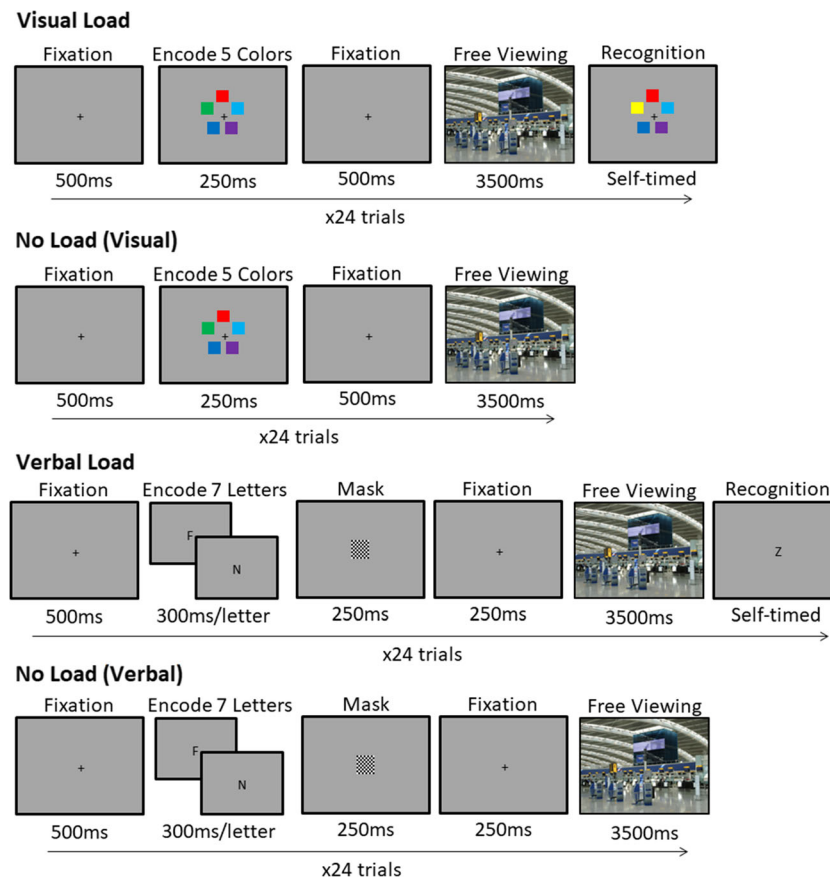 Visual Load
Fixation Encode 5 Colors Fixation Free Viewing Recognition
+ + + +
500ms 250ms 500ms 3500ms Self-timed
x24 trials
No Load (Visual)
Fixation Encode 5 Colors Fixation Free Viewing
+ + +
500ms 250ms 500ms 3500ms
x24 trials
Verbal Load
Fixation Encode 7 Letters Mask Fixation Free Viewing Recognition
+ F N + Z
500ms 300ms/letter 250ms 250ms 3500ms Self-timed
x24 trials
No Load (Verbal)
Fixation Encode 7 Letters Mask Fixation Free Viewing
+ F N +
500ms 300ms/letter 250ms 250ms 3500ms
x24 trials